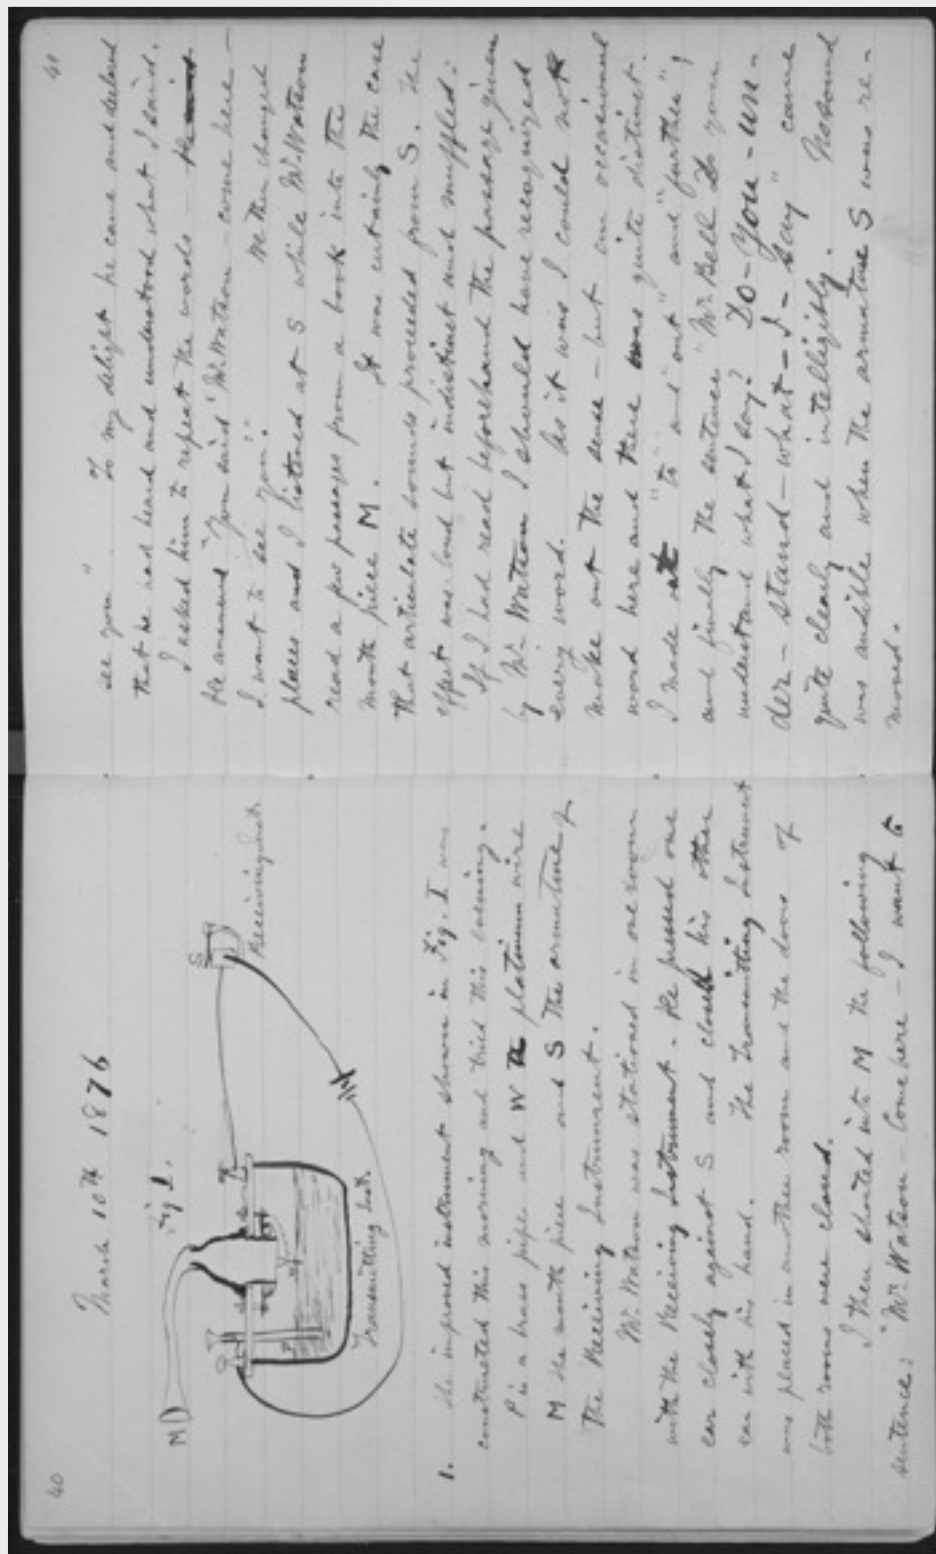 40
March 10th 1876
Fig 1.
M
S
Receiving Inst.
Transmitting Inst.
1. The improved instrument shown in Fig. I was
constructed this morning and tried this evening.
P is a brass pipe and W the platinum wire
M the mouth piece and S the armature of
The Receiving Instrument.
Mr. Watson was stationed in one room
with the Receiving Instrument. He pressed one
ear closely against S and closed his other
ear with his hand. The Transmitting Instrument
was placed in another room and the doors of
both rooms were closed.
I then shouted into M the following
sentence: "Mr. Watson – Come here – I want to
41
see you". To my delight he came and declared
that he had heard and understood what I said.
I asked him to repeat the words –
He answered "You said 'Mr. Watson – come here –
I want to see you'." We then changed
places and I listened at S while Mr. Watson
read a few passages from a book into the
mouth piece M. It was certainly the case
That articulate sounds proceeded from S. The
effect was loud but indistinct and muffled.
If I had read beforehand the passage given
by Mr. Watson I should have recognized
every word. As it was I could not
make out the sense – but an occasional
word here and there was quite distinct.
I made out "to" and "out" and "further";
and finally the sentence "Mr. Bell Do you
understand what I say? DO – YOU – UN –
der – stand – what – I – say" came
quite clearly and intelligibly. No sound
was audible when the armature S was re-
moved.